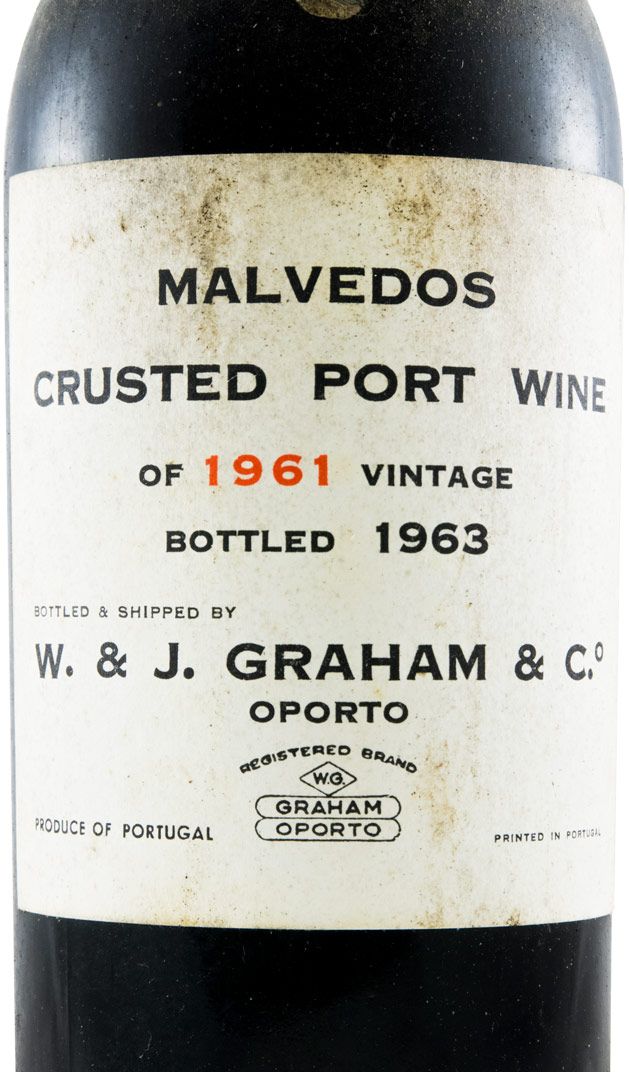 MALVEDOS
CRUSTED PORT WINE
OF 1961 VINTAGE
BOTTLED 1963
BOTTLED & SHIPPED BY
W. & J. GRAHAM & C.º
OPORTO
REGISTERED BRAND
W.G.
GRAHAM
OPORTO
PRODUCE OF PORTUGAL
PRINTED IN PORTUGAL